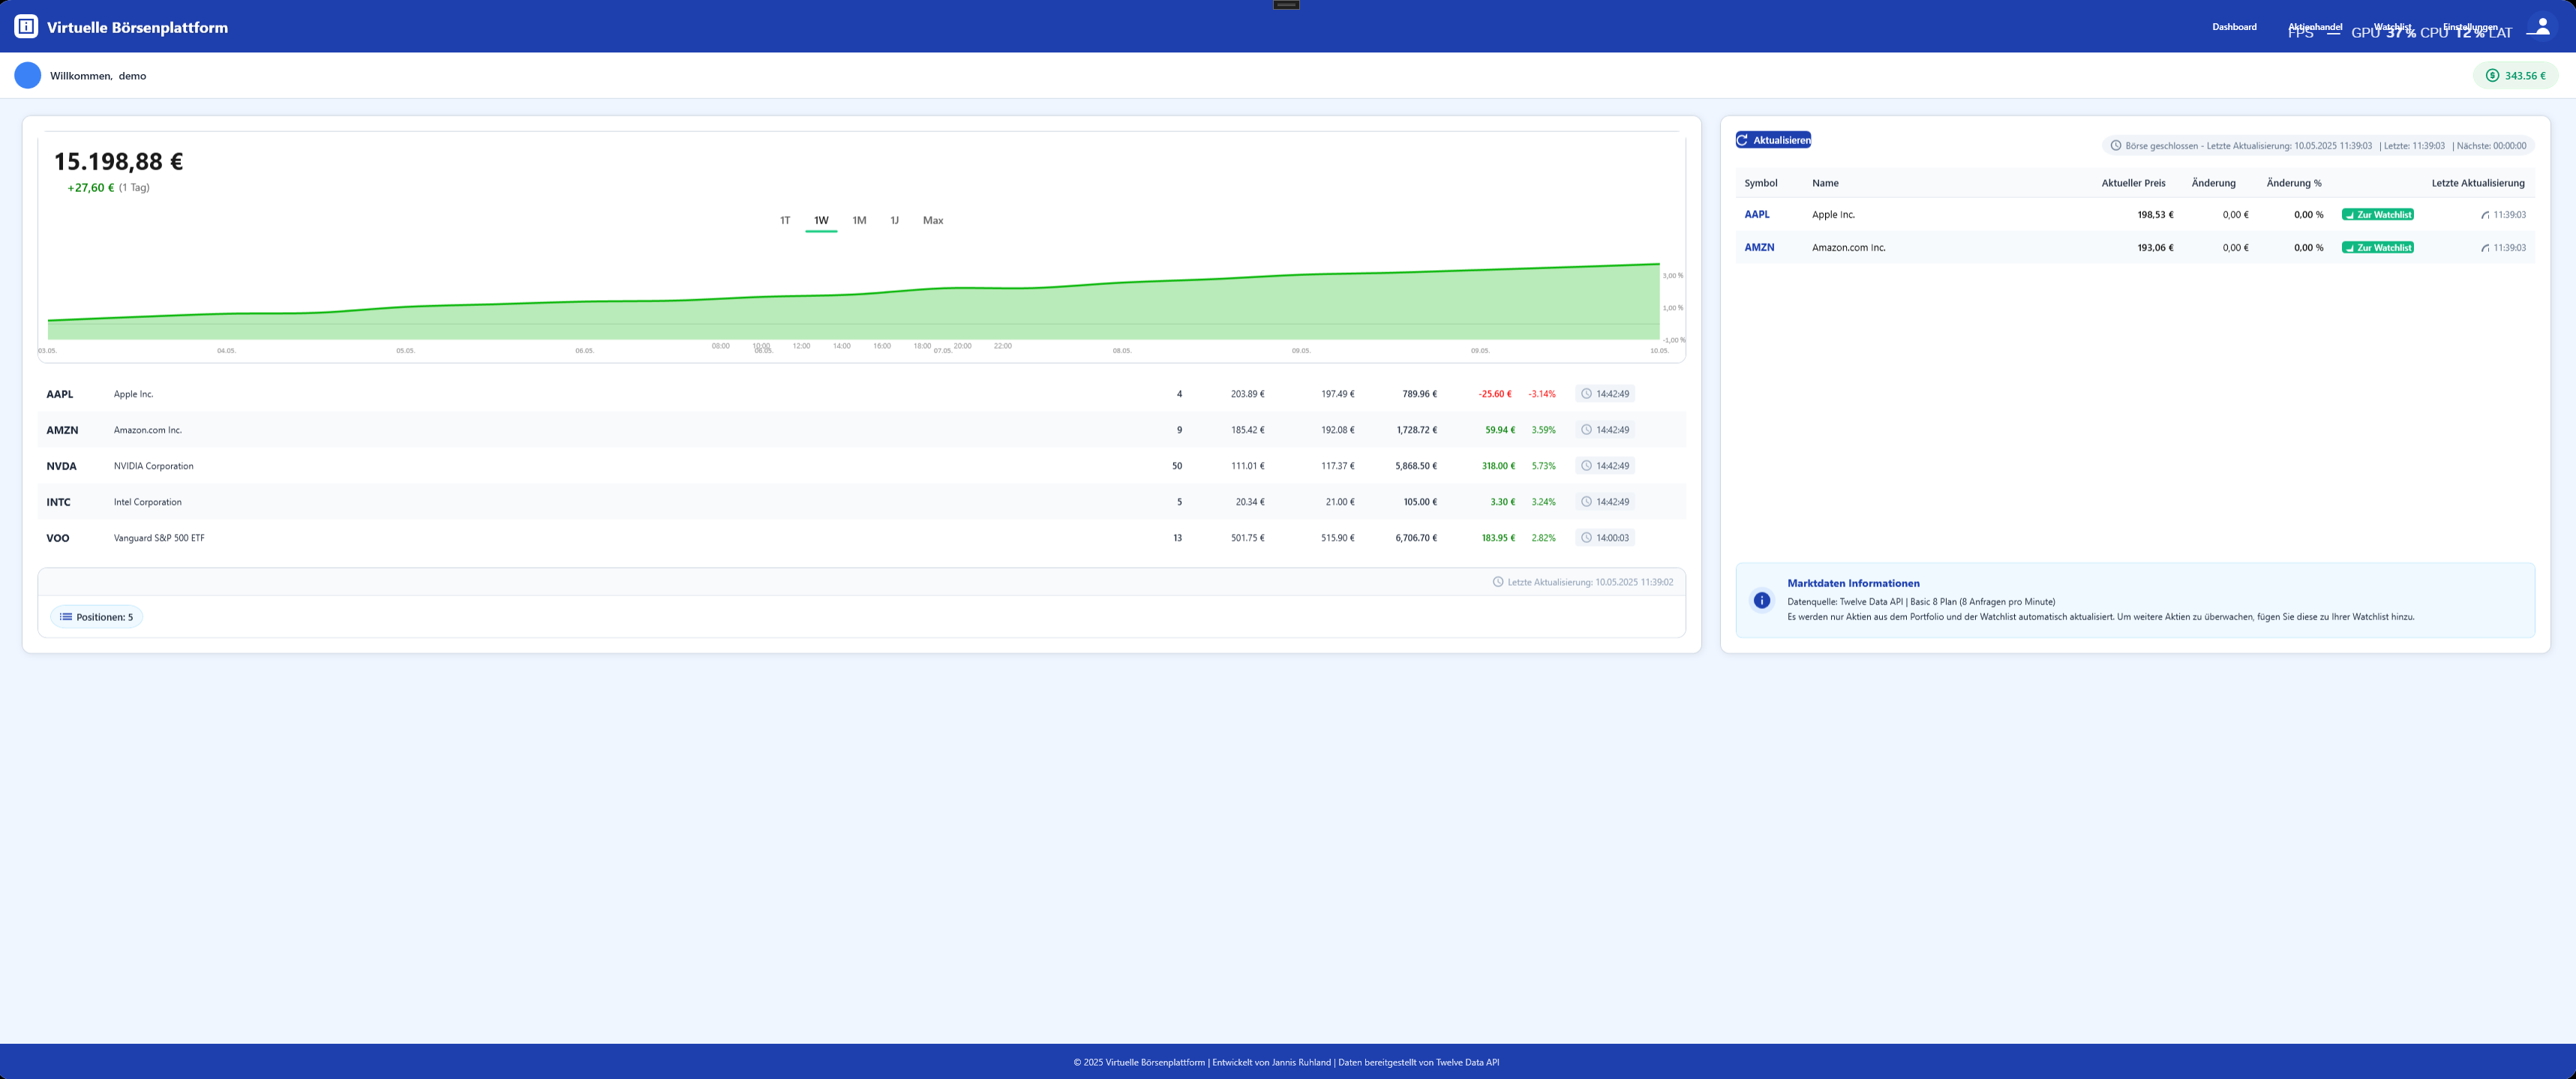 Virtuelle Börsenplattform
Dashboard Aktienhandel Watchlist Einstellungen
FPS — GPU 37 % CPU 12 % LAT —
Willkommen, demo
343.56 €
15.198,88 €
+27,60 € (1 Tag)
1T 1W 1M 1J Max
3,00 %
1,00 %
-1,00 %
08:00 10:00 12:00 14:00 16:00 18:00 20:00 22:00
03.05. 04.05. 05.05. 06.05. 06.05. 07.05. 08.05. 09.05. 09.05. 10.05.
AAPL Apple Inc. 4 203.89 € 197.49 € 789.96 € -25.60 € -3.14% 14:42:49
AMZN Amazon.com Inc. 9 185.42 € 192.08 € 1,728.72 € 59.94 € 3.59% 14:42:49
NVDA NVIDIA Corporation 50 111.01 € 117.37 € 5,868.50 € 318.00 € 5.73% 14:42:49
INTC Intel Corporation 5 20.34 € 21.00 € 105.00 € 3.30 € 3.24% 14:42:49
VOO Vanguard S&P 500 ETF 13 501.75 € 515.90 € 6,706.70 € 183.95 € 2.82% 14:00:03
Letzte Aktualisierung: 10.05.2025 11:39:02
Positionen: 5
Aktualisieren
Börse geschlossen - Letzte Aktualisierung: 10.05.2025 11:39:03 | Letzte: 11:39:03 | Nächste: 00:00:00
Symbol Name Aktueller Preis Änderung Änderung % Letzte Aktualisierung
AAPL Apple Inc. 198,53 € 0,00 € 0,00 % Zur Watchlist 11:39:03
AMZN Amazon.com Inc. 193,06 € 0,00 € 0,00 % Zur Watchlist 11:39:03
Marktdaten Informationen
Datenquelle: Twelve Data API | Basic 8 Plan (8 Anfragen pro Minute)
Es werden nur Aktien aus dem Portfolio und der Watchlist automatisch aktualisiert. Um weitere Aktien zu überwachen, fügen Sie diese zu Ihrer Watchlist hinzu.
© 2025 Virtuelle Börsenplattform | Entwickelt von Jannis Ruhland | Daten bereitgestellt von Twelve Data API